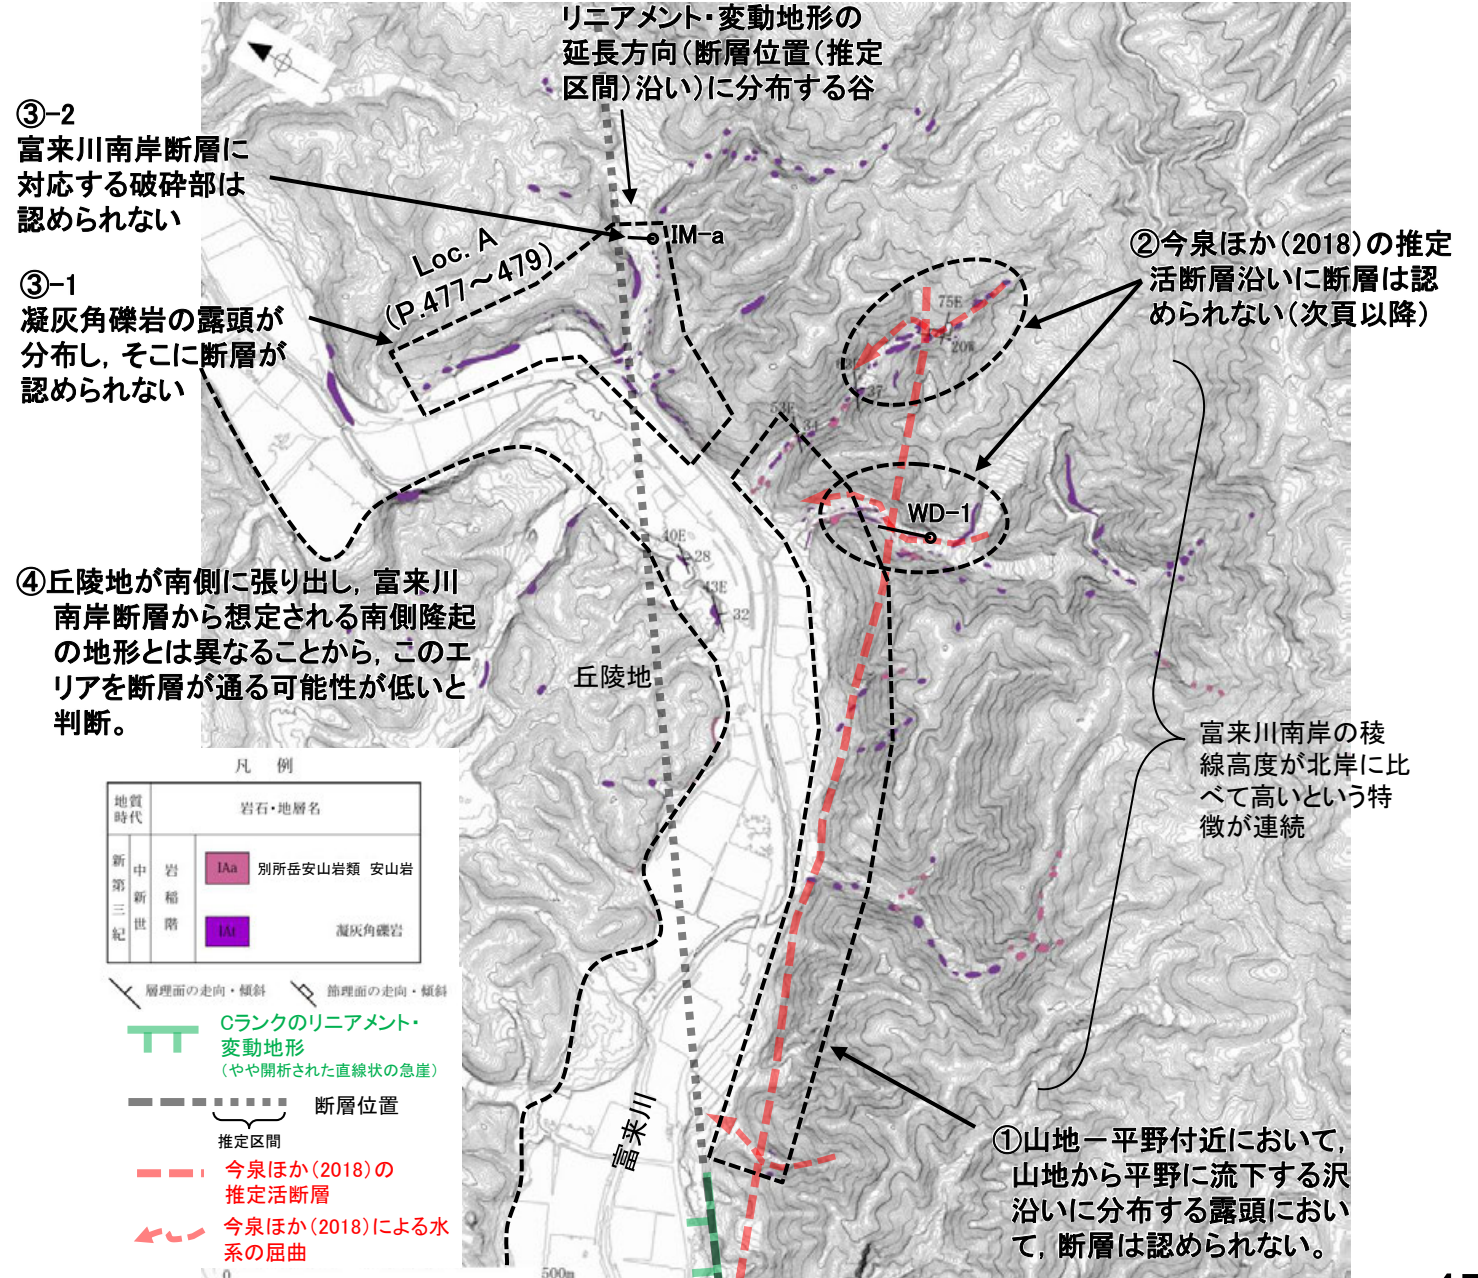 リニアメント・変動地形の
延長方向(断層位置(推定
区間)沿い)に分布する谷
③-2
富来川南岸断層に
対応する破砕部は
認められない
IM-a
Loc. A
(P.477～479)
③-1
凝灰角礫岩の露頭が
分布し，そこに断層が
認められない
②今泉ほか(2018)の推定
活断層沿いに断層は認
められない(次頁以降)
75E
20W
37
53E
34
WD-1
40E
28
43E
32
④丘陵地が南側に張り出し，富来川
南岸断層から想定される南側隆起
の地形とは異なることから，このエ
リアを断層が通る可能性が低いと
判断。
丘陵地
富来川南岸の稜
線高度が北岸に比
べて高いという特
徴が連続
凡 例
地質
時代
岩石・地層名
新第三紀
中新世
岩稲階
IAa
別所岳安山岩類 安山岩
IAt
凝灰角礫岩
層理面の走向・傾斜
節理面の走向・傾斜
Cランクのリニアメント・
変動地形
(やや開析された直線状の急崖)
断層位置
推定区間
今泉ほか(2018)の
推定活断層
今泉ほか(2018)による水
系の屈曲
富来川
①山地－平野付近において，
山地から平野に流下する沢
沿いに分布する露頭におい
て，断層は認められない。
0
500m